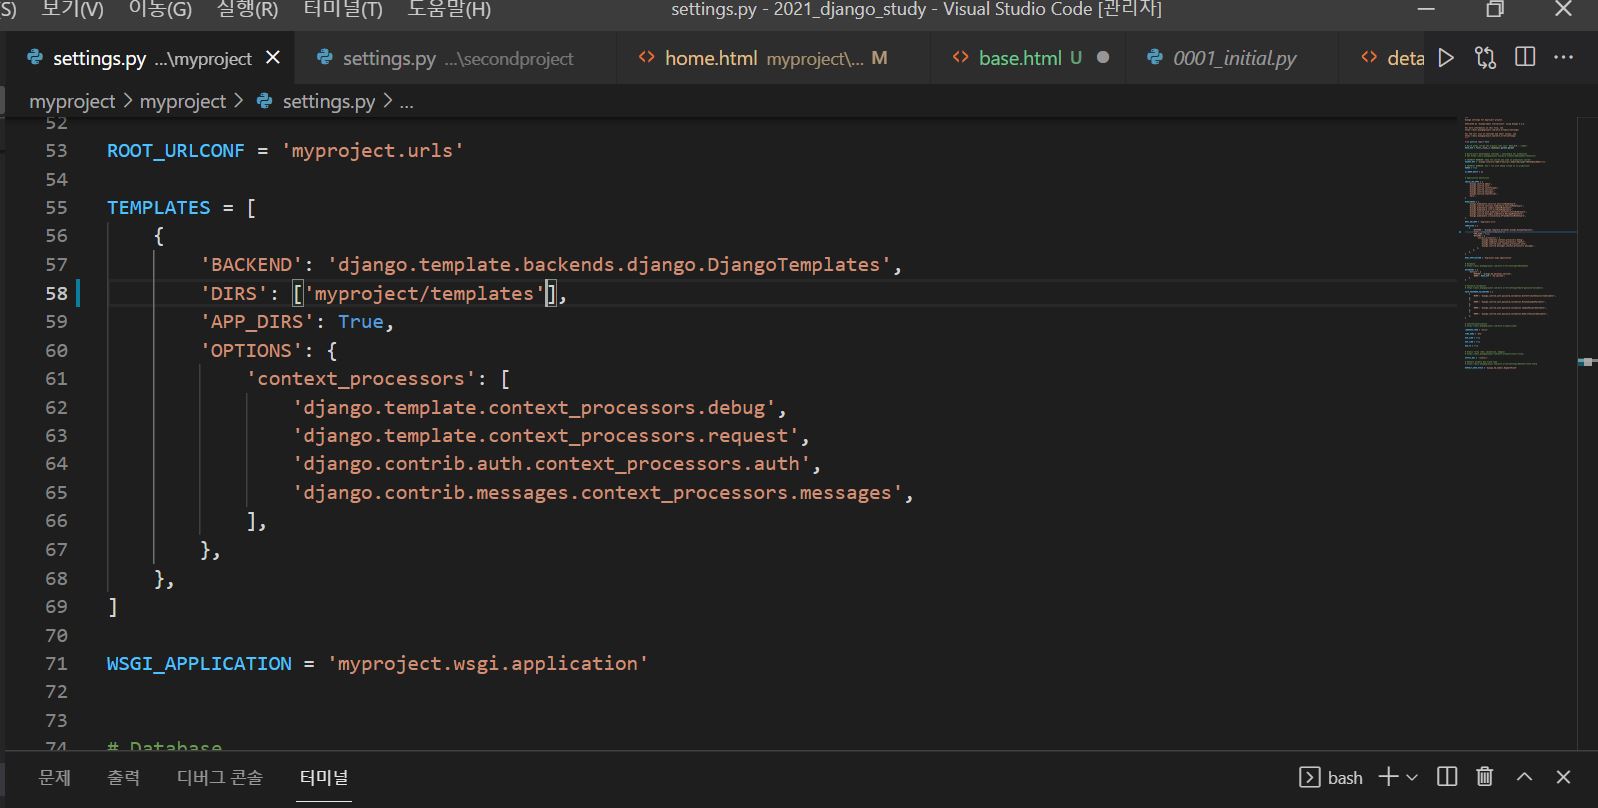 (S) 보기(V) 이동(G) 실행(R) 터미널(T) 도움말(H) settings.py - 2021_django_study - Visual Studio Code [관리자]
settings.py ...\myproject settings.py ...\secondproject home.html myproject\... M base.html U 0001_initial.py deta
myproject > myproject > settings.py > ...
52
53 ROOT_URLCONF = 'myproject.urls'
54
55 TEMPLATES = [
56 {
57 'BACKEND': 'django.template.backends.django.DjangoTemplates',
58 'DIRS': ['myproject/templates'],
59 'APP_DIRS': True,
60 'OPTIONS': {
61 'context_processors': [
62 'django.template.context_processors.debug',
63 'django.template.context_processors.request',
64 'django.contrib.auth.context_processors.auth',
65 'django.contrib.messages.context_processors.messages',
66 ],
67 },
68 },
69 ]
70
71 WSGI_APPLICATION = 'myproject.wsgi.application'
72
73
74 # Database
문제 출력 디버그 콘솔 터미널 bash